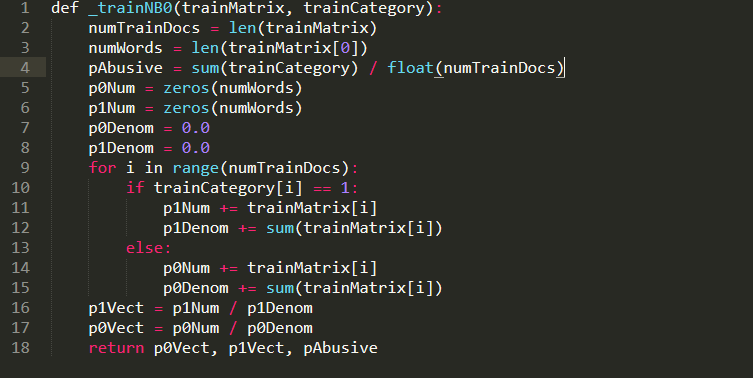 1 def _trainNB0(trainMatrix, trainCategory):
2     numTrainDocs = len(trainMatrix)
3     numWords = len(trainMatrix[0])
4     pAbusive = sum(trainCategory) / float(numTrainDocs)
5     p0Num = zeros(numWords)
6     p1Num = zeros(numWords)
7     p0Denom = 0.0
8     p1Denom = 0.0
9     for i in range(numTrainDocs):
10         if trainCategory[i] == 1:
11             p1Num += trainMatrix[i]
12             p1Denom += sum(trainMatrix[i])
13         else:
14             p0Num += trainMatrix[i]
15             p0Denom += sum(trainMatrix[i])
16     p1Vect = p1Num / p1Denom
17     p0Vect = p0Num / p0Denom
18     return p0Vect, p1Vect, pAbusive